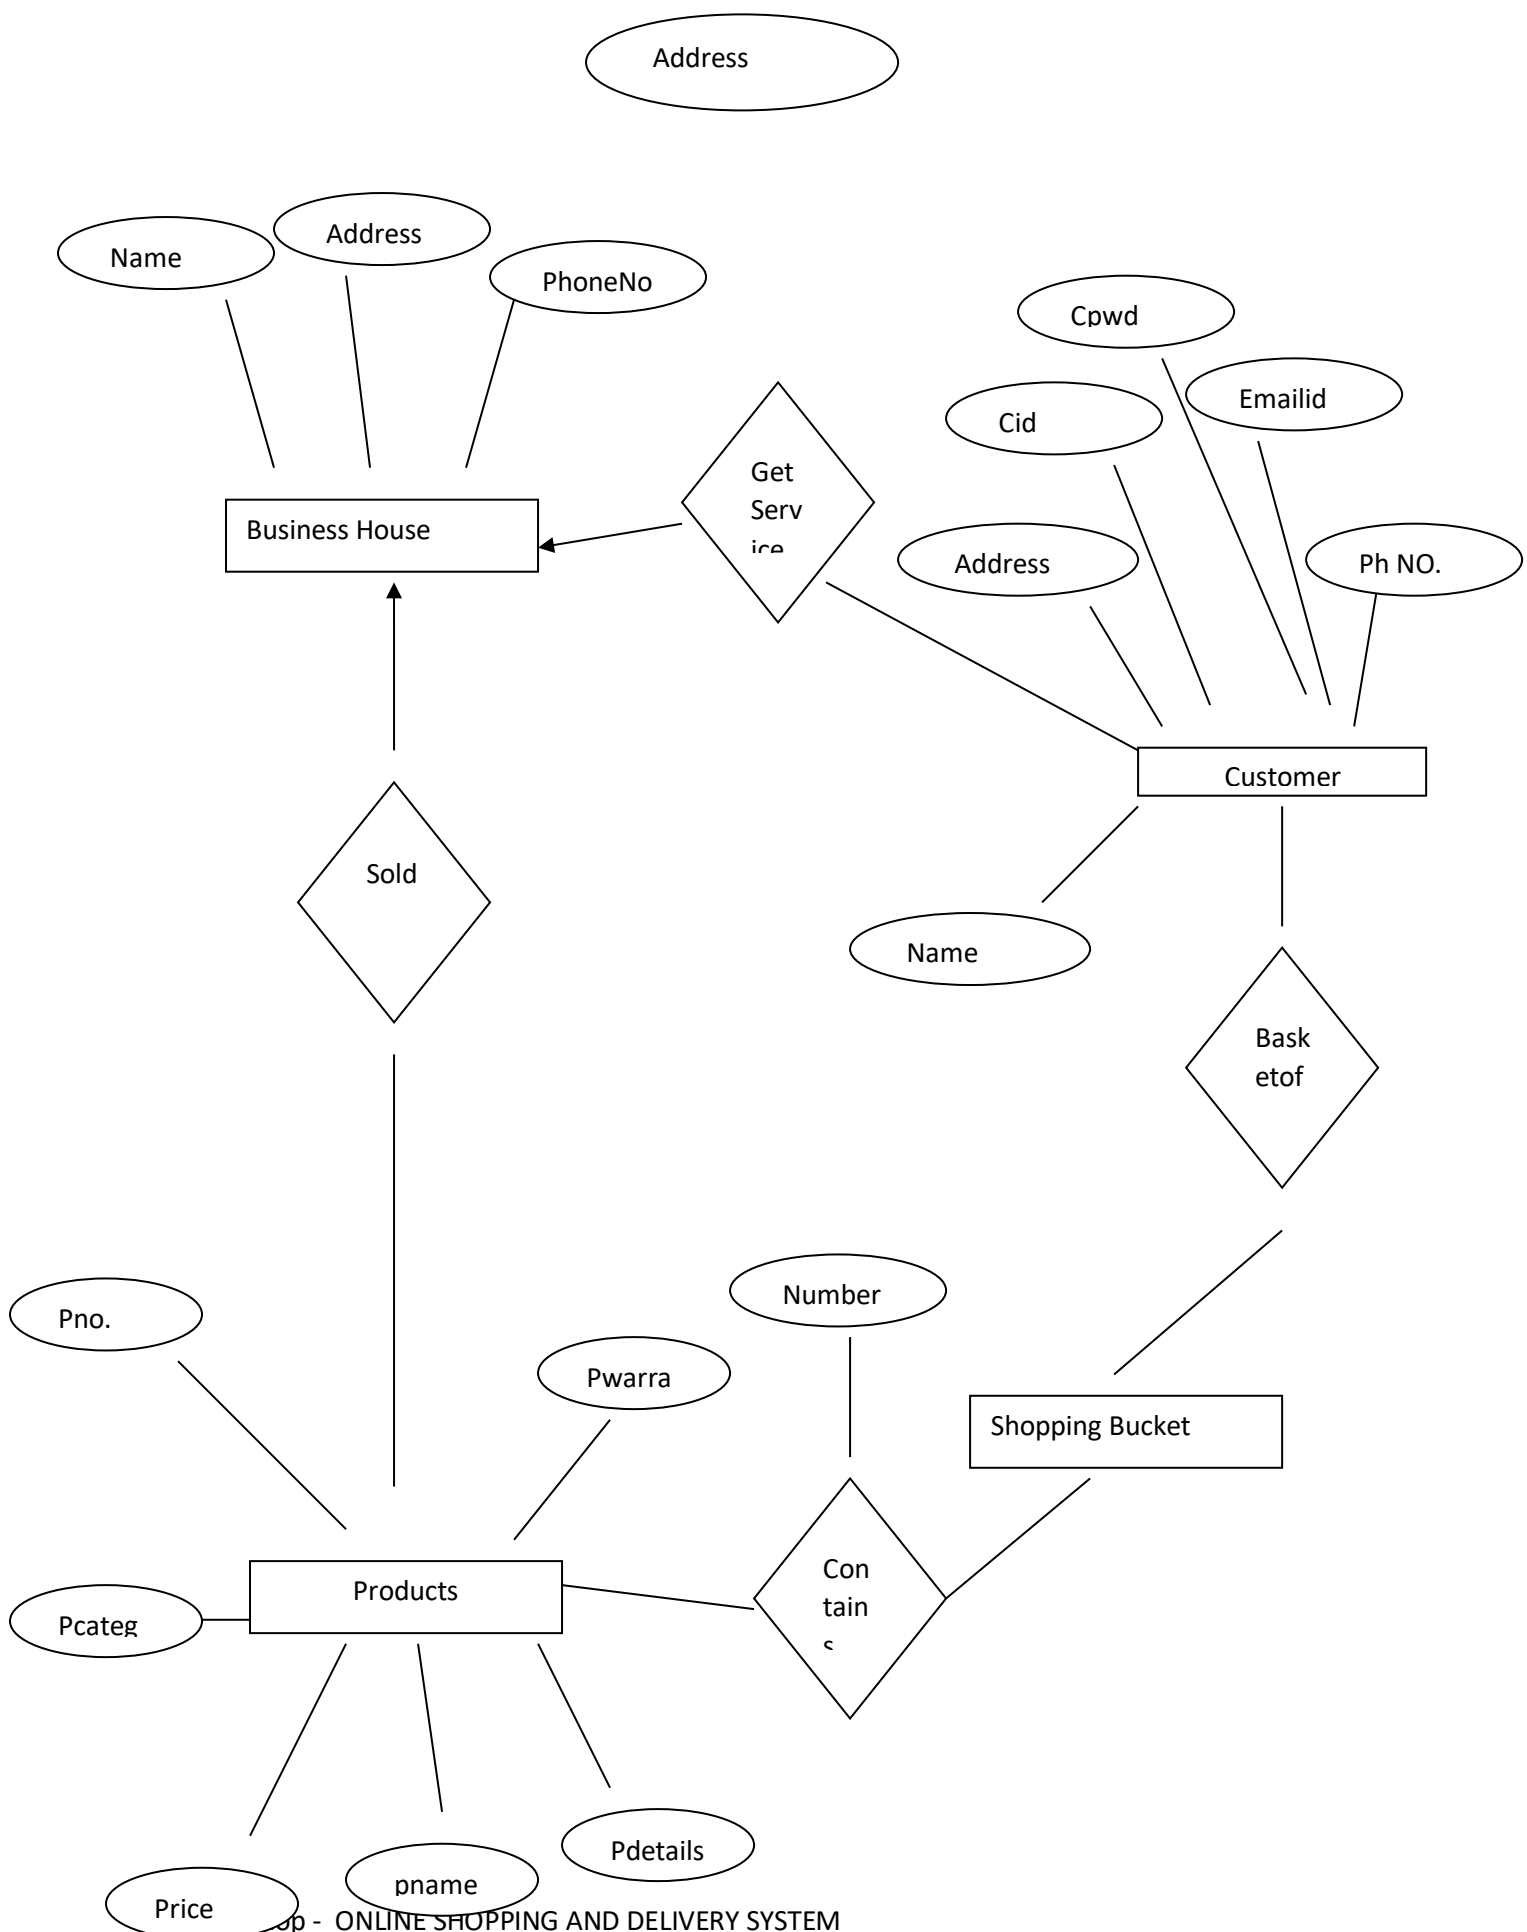 Address
Name
Address
PhoneNo
Cpwd
Emailid
Cid
Get
Serv
ice
Address
Ph NO.
Business House
Customer
Sold
Name
Bask
etof
Pno.
Number
Pwarra
Shopping Bucket
Products
Con
tain
s
Pcateg
Price
pname
Pdetails
- ONLINE SHOPPING AND DELIVERY SYSTEM